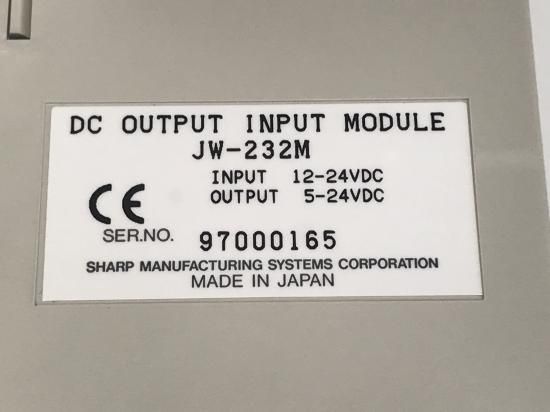 DC OUTPUT INPUT MODULE
JW-232M
INPUT 12-24VDC
OUTPUT 5-24VDC
CE
SER.NO. 97000165
SHARP MANUFACTURING SYSTEMS CORPORATION
MADE IN JAPAN